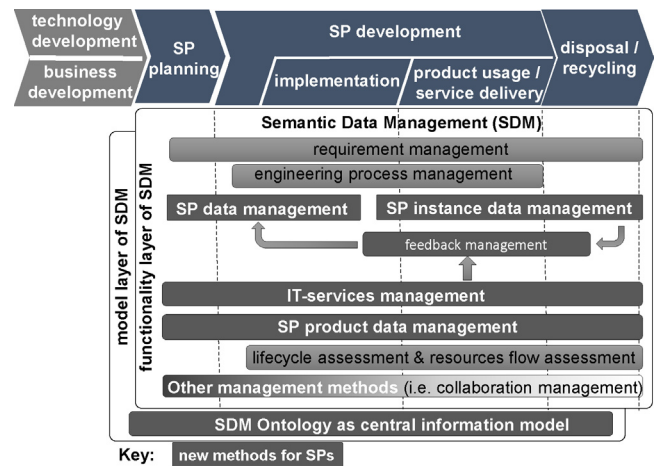 technology
development
business
development
SP
planning
SP development
implementation
product usage /
service delivery
disposal /
recycling
Semantic Data Management (SDM)
model layer of SDM
functionality layer of SDM
requirement management
engineering process management
SP data management
SP instance data management
feedback management
IT-services management
SP product data management
lifecycle assessment & resources flow assessment
Other management methods (i.e. collaboration management)
SDM Ontology as central information model
Key:
new methods for SPs